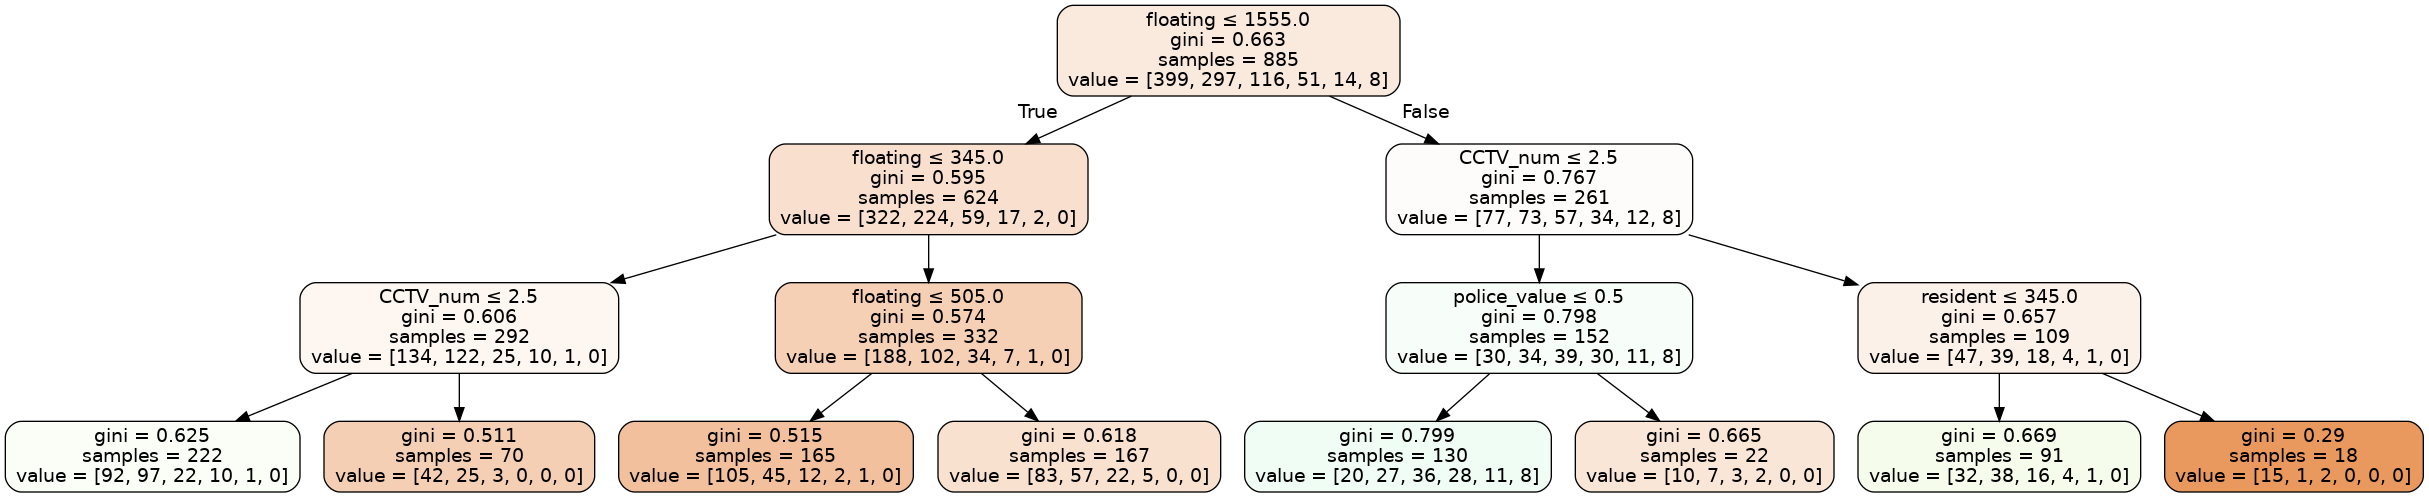 floating ≤ 1555.0
gini = 0.663
samples = 885
value = [399, 297, 116, 51, 14, 8]
True
False
floating ≤ 345.0
gini = 0.595
samples = 624
value = [322, 224, 59, 17, 2, 0]
CCTV_num ≤ 2.5
gini = 0.767
samples = 261
value = [77, 73, 57, 34, 12, 8]
CCTV_num ≤ 2.5
gini = 0.606
samples = 292
value = [134, 122, 25, 10, 1, 0]
floating ≤ 505.0
gini = 0.574
samples = 332
value = [188, 102, 34, 7, 1, 0]
police_value ≤ 0.5
gini = 0.798
samples = 152
value = [30, 34, 39, 30, 11, 8]
resident ≤ 345.0
gini = 0.657
samples = 109
value = [47, 39, 18, 4, 1, 0]
gini = 0.625
samples = 222
value = [92, 97, 22, 10, 1, 0]
gini = 0.511
samples = 70
value = [42, 25, 3, 0, 0, 0]
gini = 0.515
samples = 165
value = [105, 45, 12, 2, 1, 0]
gini = 0.618
samples = 167
value = [83, 57, 22, 5, 0, 0]
gini = 0.799
samples = 130
value = [20, 27, 36, 28, 11, 8]
gini = 0.665
samples = 22
value = [10, 7, 3, 2, 0, 0]
gini = 0.669
samples = 91
value = [32, 38, 16, 4, 1, 0]
gini = 0.29
samples = 18
value = [15, 1, 2, 0, 0, 0]